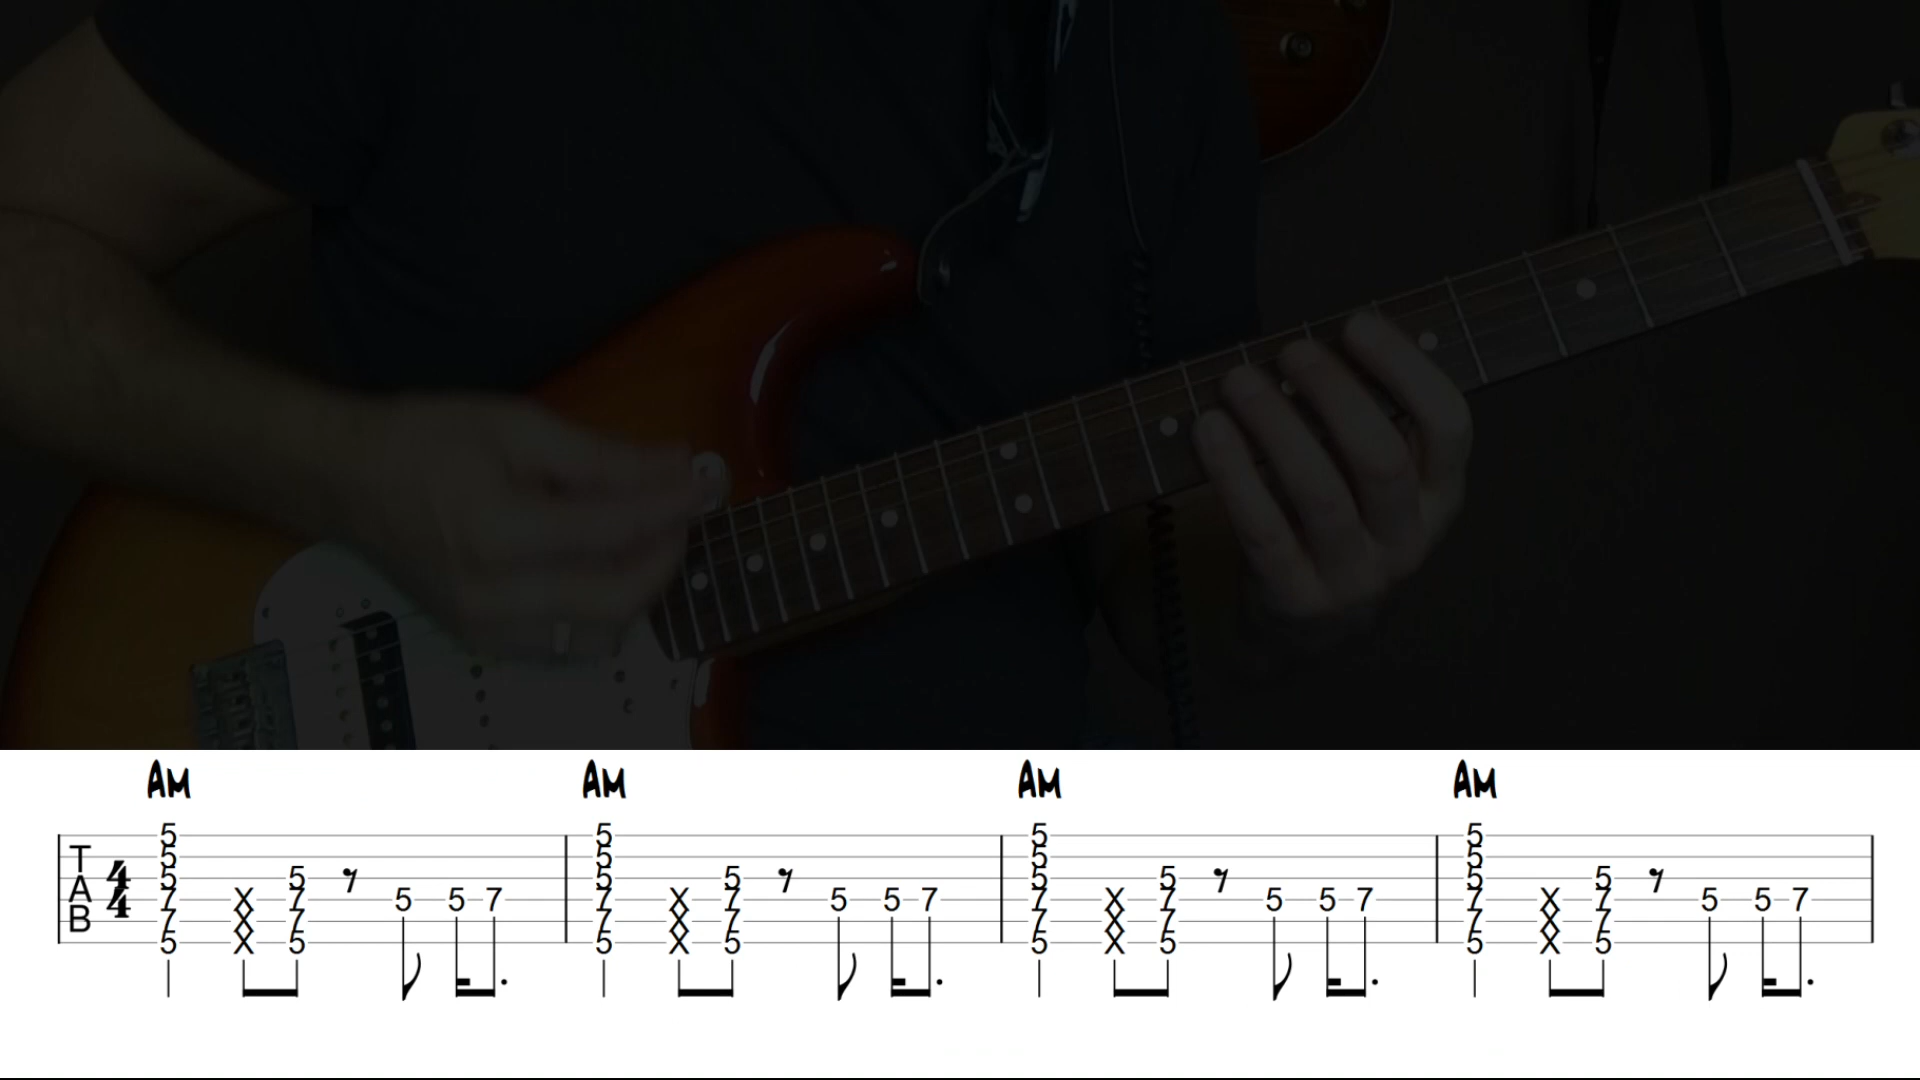 AM AM AM AM
5 5 5 5
T 5 5 5 5
4 5 5 5 5 5 5 5 5
A 4 7 X 7 5 5 7 7 X 7 5 5 7 7 X 7 5 5 7 7 X 7 5 5 7
B 7 X 7 7 X 7 7 X 7 7 X 7
5 X 5 5 X 5 5 X 5 5 X 5